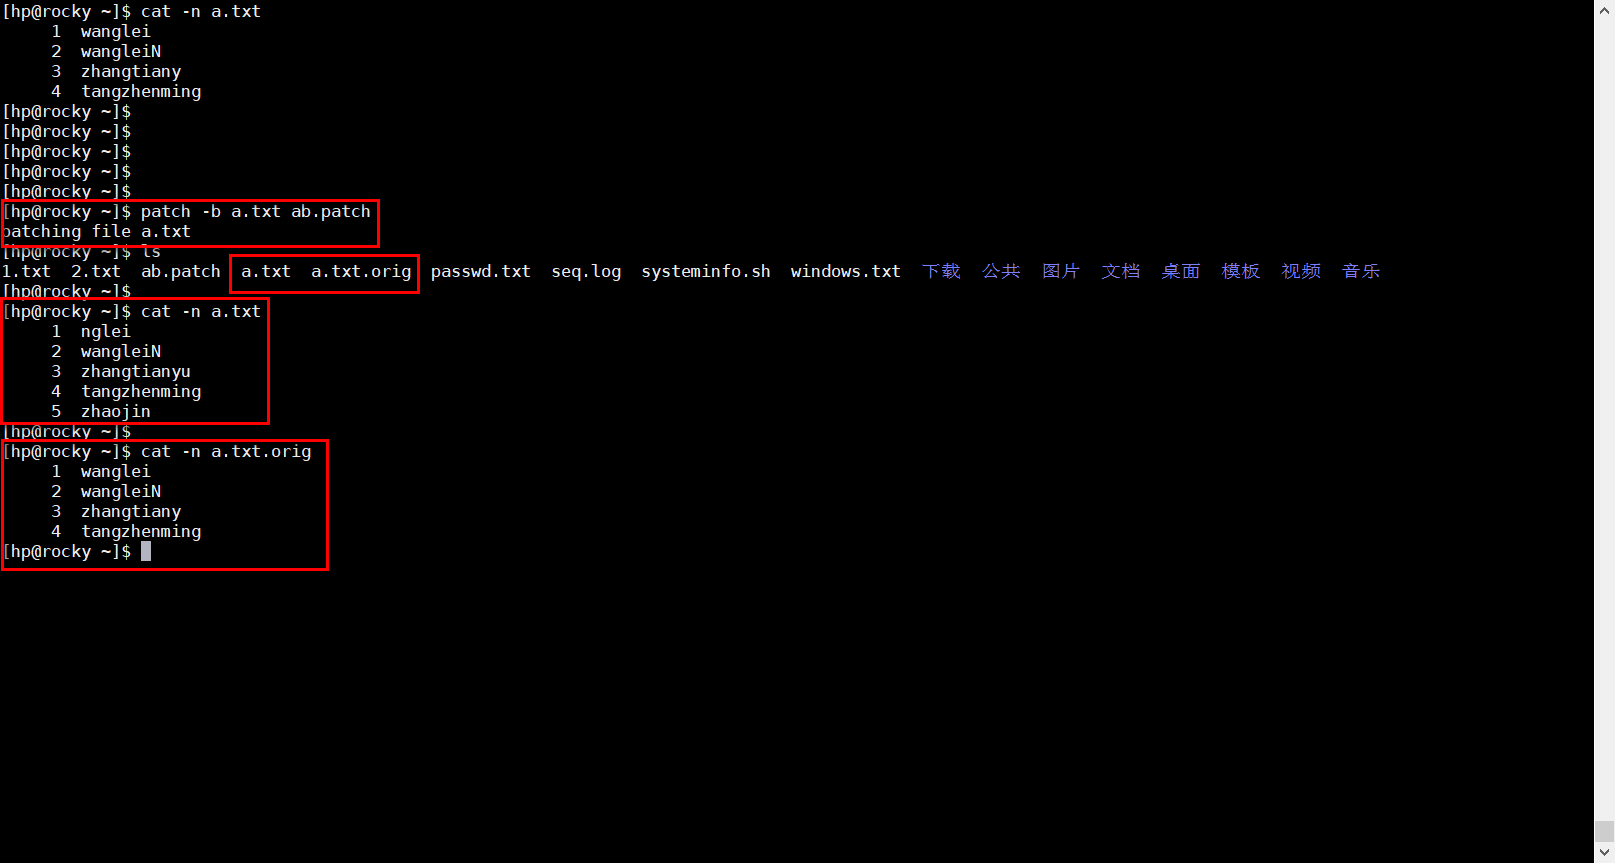 [hp@rocky ~]$ cat -n a.txt
     1  wanglei
     2  wangleiN
     3  zhangtiany
     4  tangzhenming
[hp@rocky ~]$
[hp@rocky ~]$
[hp@rocky ~]$
[hp@rocky ~]$
[hp@rocky ~]$
[hp@rocky ~]$ patch -b a.txt ab.patch
patching file a.txt
[hp@rocky ~]$ ls
1.txt  2.txt  ab.patch  a.txt  a.txt.orig  passwd.txt  seq.log  systeminfo.sh  windows.txt  下载  公共  图片  文档  桌面  模板  视频  音乐
[hp@rocky ~]$
[hp@rocky ~]$ cat -n a.txt
     1  nglei
     2  wangleiN
     3  zhangtianyu
     4  tangzhenming
     5  zhaojin
[hp@rocky ~]$
[hp@rocky ~]$ cat -n a.txt.orig
     1  wanglei
     2  wangleiN
     3  zhangtiany
     4  tangzhenming
[hp@rocky ~]$